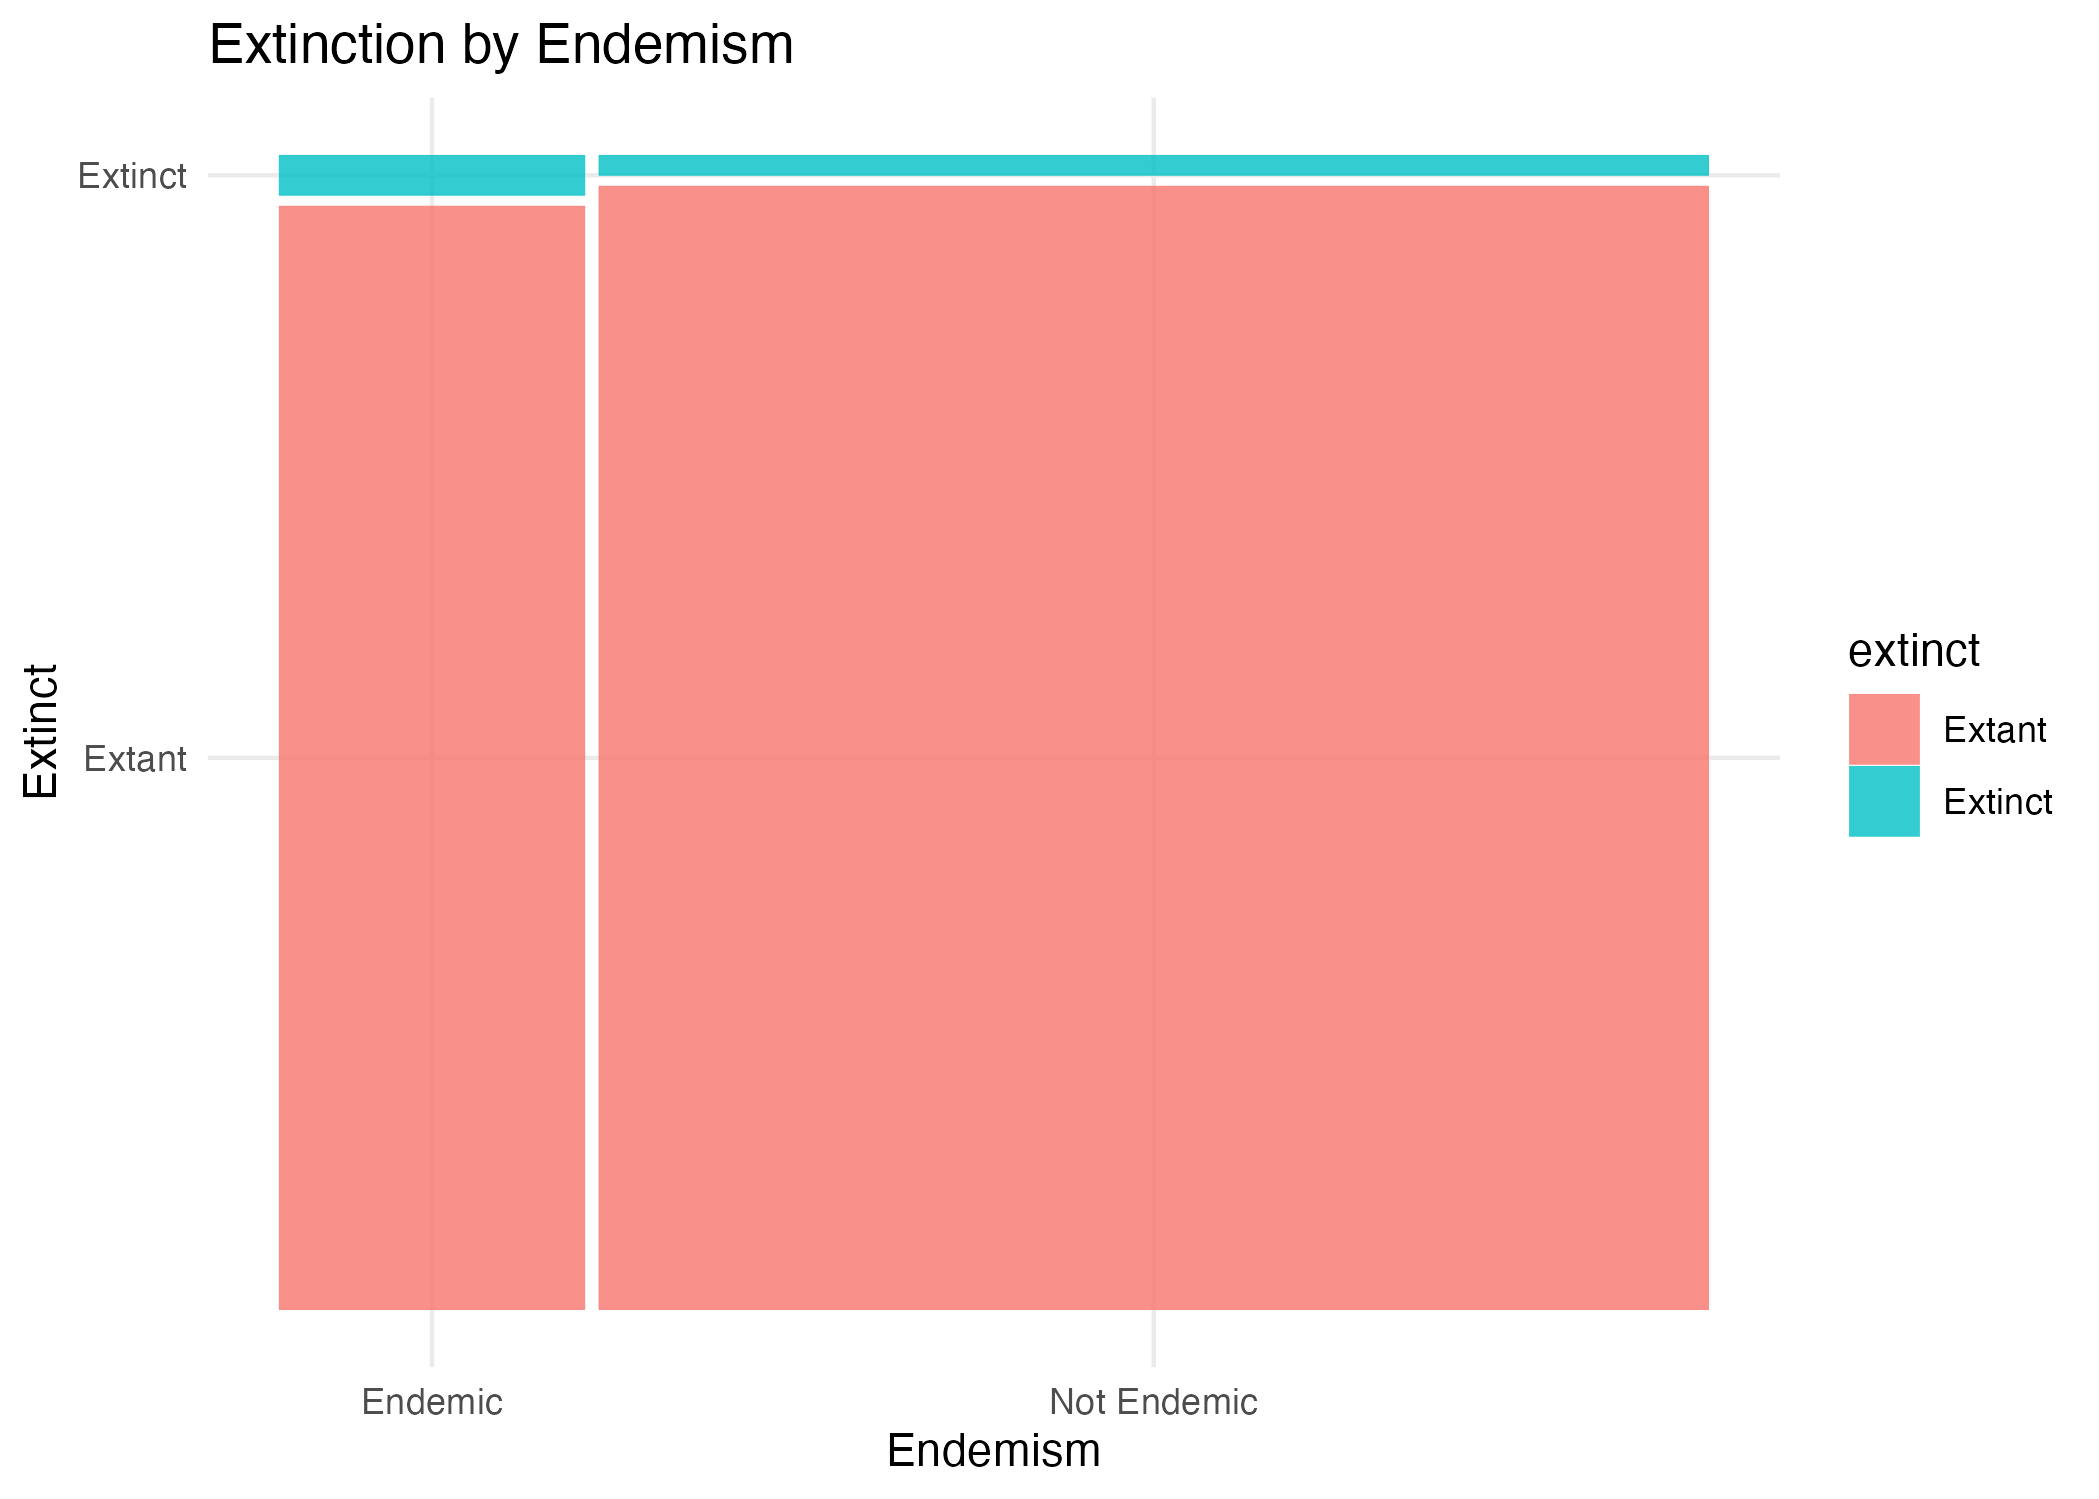 Extinction by Endemism
Extinct
Extant
Extinct
Endemic
Not Endemic
Endemism
extinct
Extant
Extinct